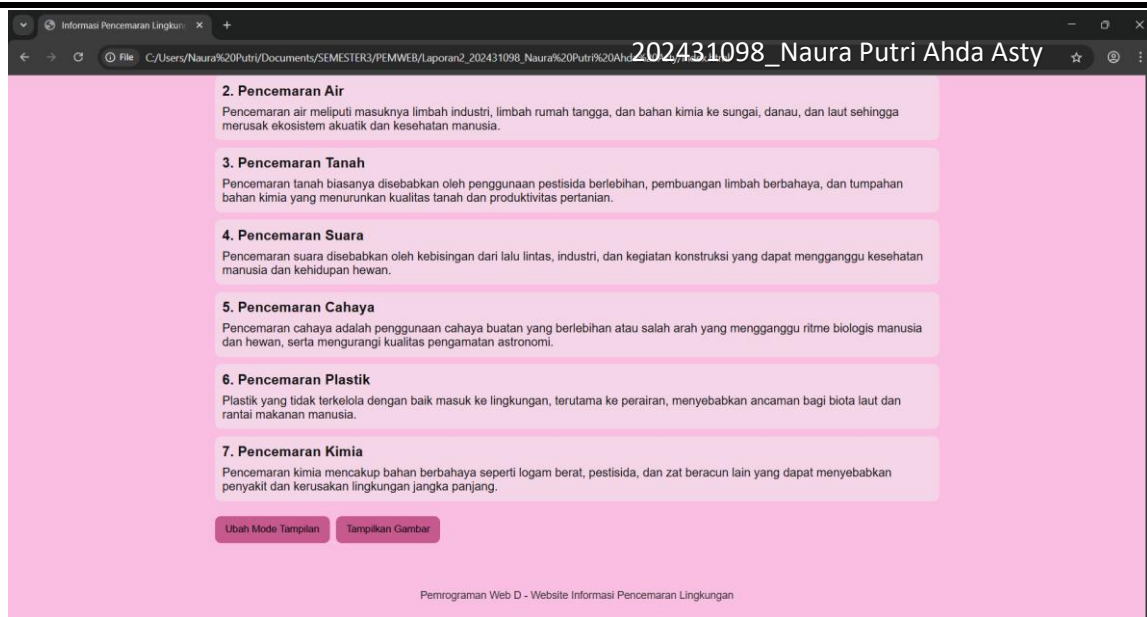 Informasi Pencemaran Lingkun
File C:/Users/Naura%20Putri/Documents/SEMESTER3/PEMWEB/Laporan2_202431098_Naura%20Putri%20Ahda%20Asty/index.html
202431098_Naura Putri Ahda Asty
2. Pencemaran Air
Pencemaran air meliputi masuknya limbah industri, limbah rumah tangga, dan bahan kimia ke sungai, danau, dan laut sehingga
merusak ekosistem akuatik dan kesehatan manusia.
3. Pencemaran Tanah
Pencemaran tanah biasanya disebabkan oleh penggunaan pestisida berlebihan, pembuangan limbah berbahaya, dan tumpahan
bahan kimia yang menurunkan kualitas tanah dan produktivitas pertanian.
4. Pencemaran Suara
Pencemaran suara disebabkan oleh kebisingan dari lalu lintas, industri, dan kegiatan konstruksi yang dapat mengganggu kesehatan
manusia dan kehidupan hewan.
5. Pencemaran Cahaya
Pencemaran cahaya adalah penggunaan cahaya buatan yang berlebihan atau salah arah yang mengganggu ritme biologis manusia
dan hewan, serta mengurangi kualitas pengamatan astronomi.
6. Pencemaran Plastik
Plastik yang tidak terkelola dengan baik masuk ke lingkungan, terutama ke perairan, menyebabkan ancaman bagi biota laut dan
rantai makanan manusia.
7. Pencemaran Kimia
Pencemaran kimia mencakup bahan berbahaya seperti logam berat, pestisida, dan zat beracun lain yang dapat menyebabkan
penyakit dan kerusakan lingkungan jangka panjang.
Ubah Mode Tampilan Tampilkan Gambar
Pemrograman Web D - Website Informasi Pencemaran Lingkungan